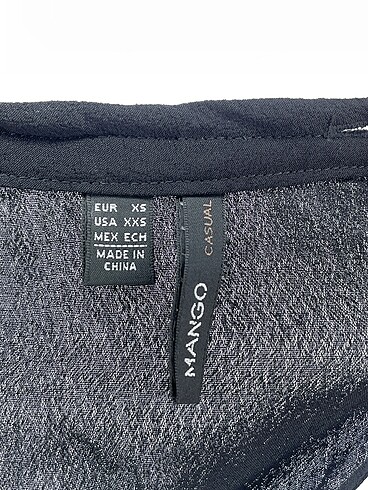 EUR XS
USA XXS
MEX ECH
MADE IN
CHINA
MANGO CASUAL